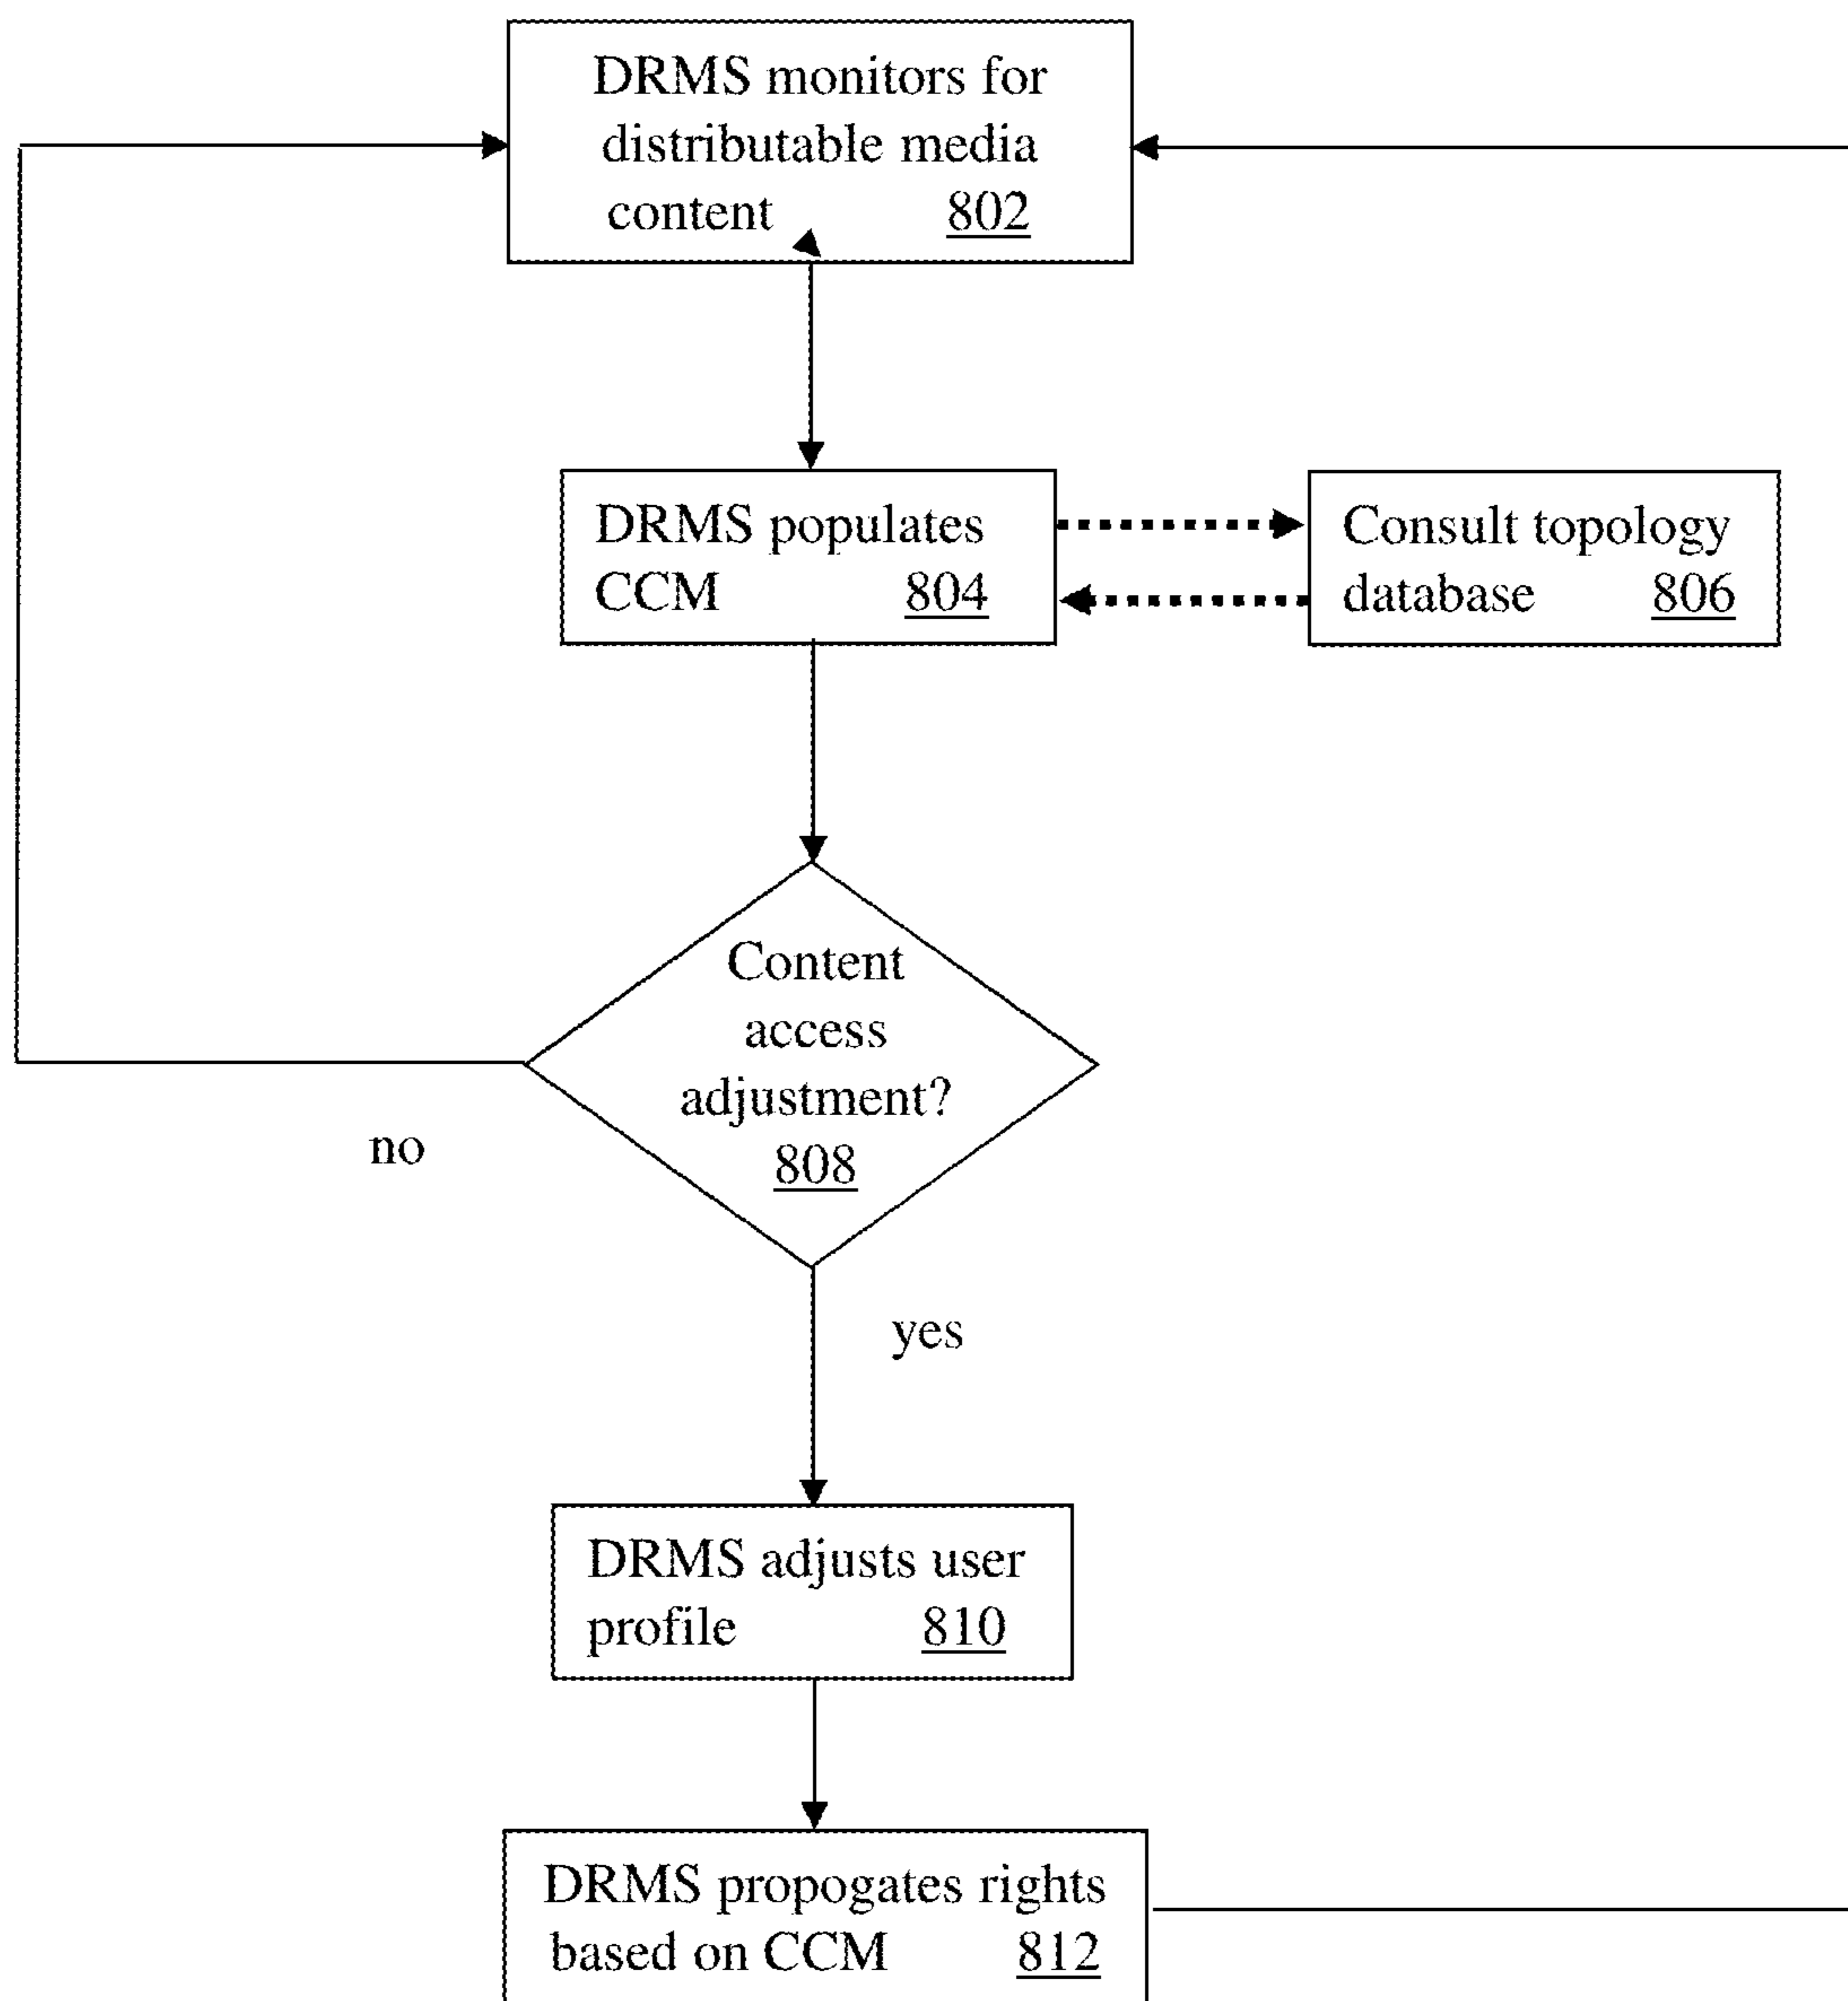 DRMS monitors for
distributable media
content 802
DRMS populates
CCM 804
Consult topology
database 806
Content
access
adjustment?
808
no
yes
DRMS adjusts user
profile 810
DRMS propogates rights
based on CCM 812